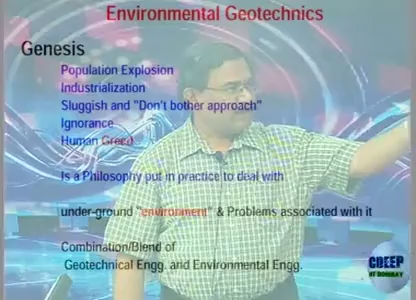 Environmental Geotechnics
Genesis
Population Explosion
Industrialization
Sluggish and "Don't bother approach"
Ignorance
Human Greed
Is a Philosophy put in practice to deal with
under-ground "environment" & Problems associated with it
Combination/Blend of
Geotechnical Engg. and Environmental Engg.
CDEEP
IIT BOMBAY